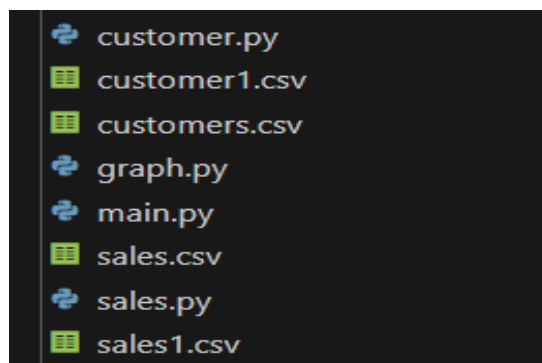 customer.py
customer1.csv
customers.csv
graph.py
main.py
sales.csv
sales.py
sales1.csv